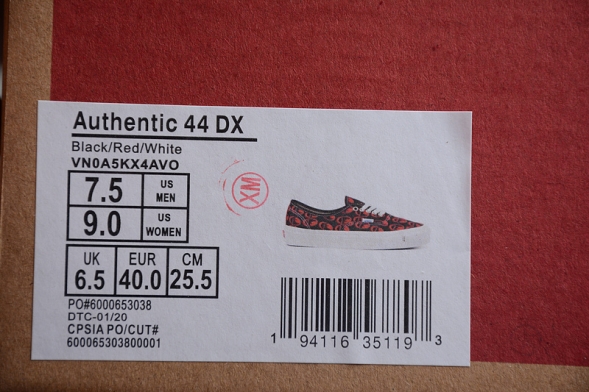 Authentic 44 DX
Black/Red/White
VN0A5KX4AVO
7.5 US MEN
9.0 US WOMEN
UK EUR CM
6.5 40.0 25.5
PO#6000653038
DTC-01/20
CPSIA PO/CUT#
600065303800001
XM
1 94116 35119 3